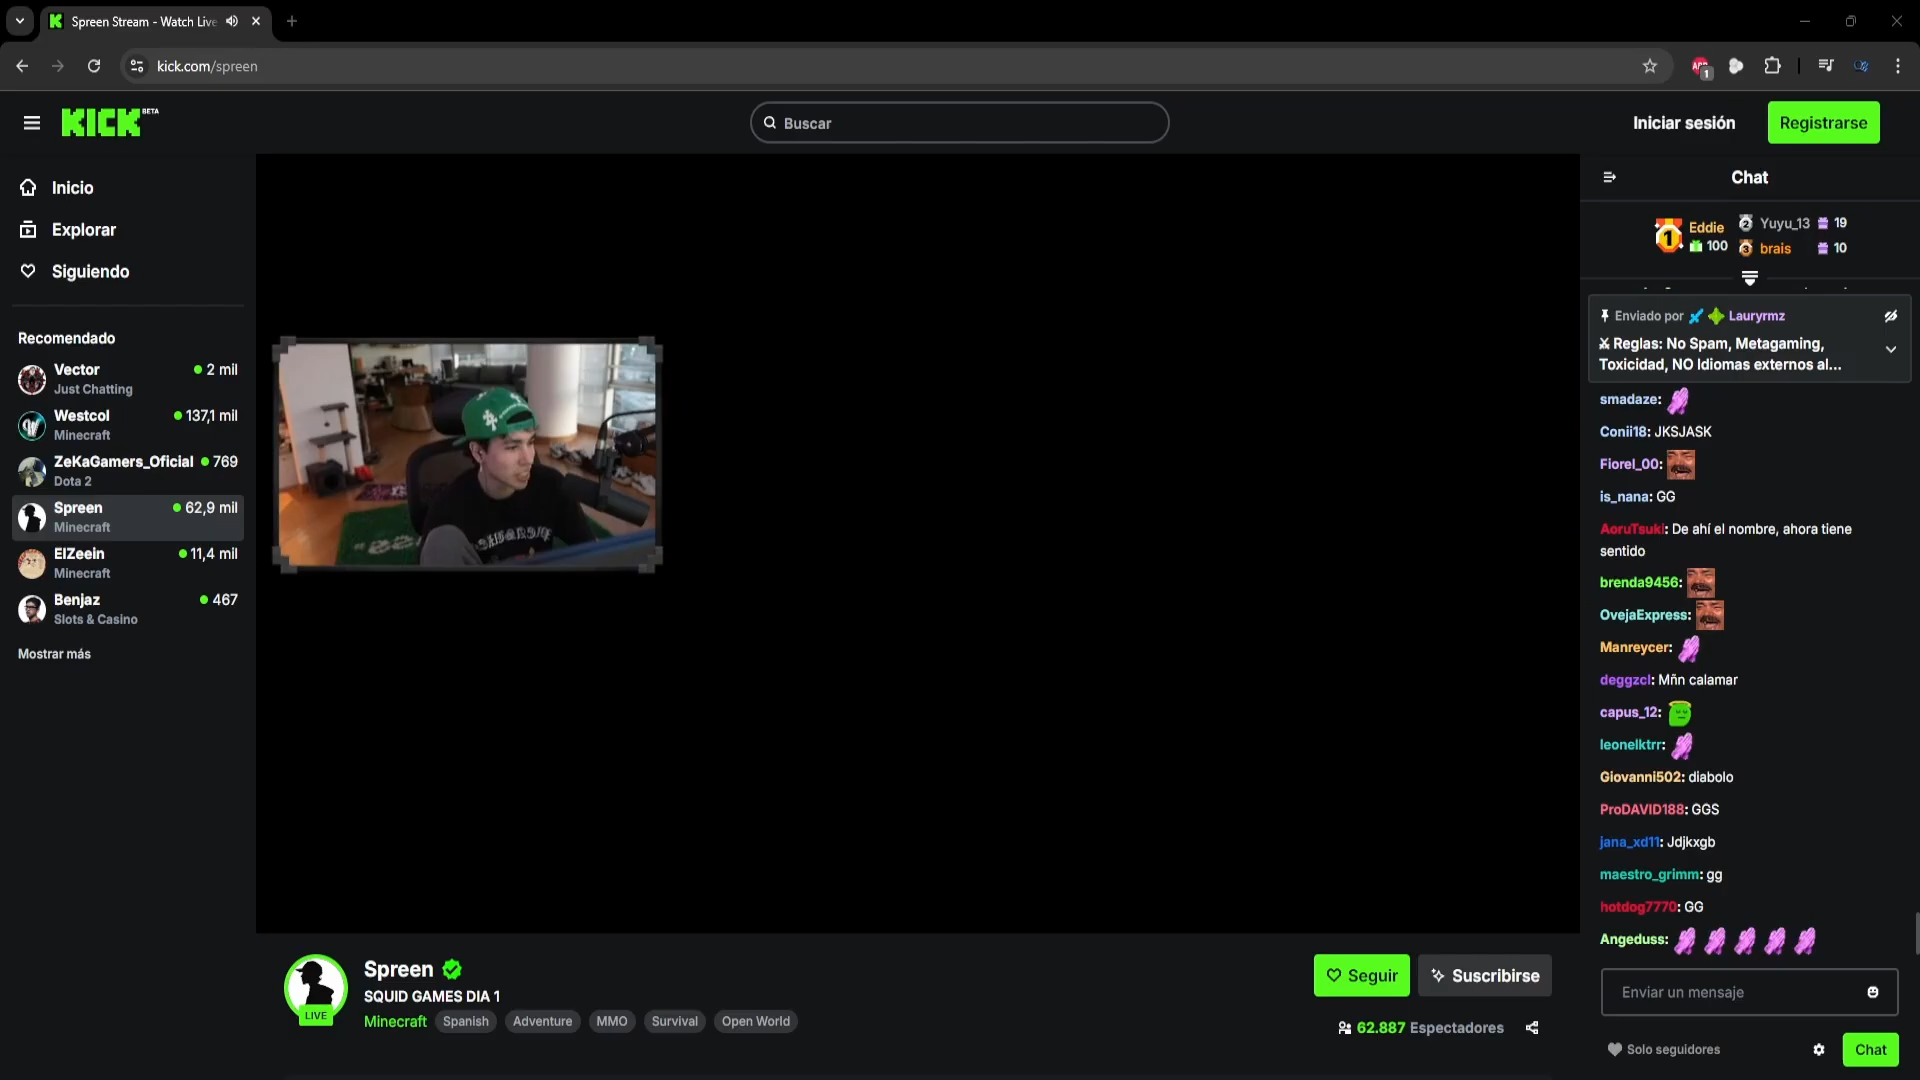 Spreen Stream - Watch Live
kick.com/spreen
ABP
1
KICK BETA
Buscar
Iniciar sesión
Registrarse
Inicio
Explorar
Siguiendo
Recomendado
Vector
2 mil
Just Chatting
Westcol
137,1 mil
Minecraft
ZeKaGamers_Oficial
769
Dota 2
Spreen
62,9 mil
Minecraft
ElZeein
11,4 mil
Minecraft
Benjaz
467
Slots & Casino
Mostrar más
Spreen
SQUID GAMES DIA 1
LIVE
Minecraft
Spanish
Adventure
MMO
Survival
Open World
Seguir
Suscribirse
62.887 Espectadores
Chat
1
Eddie
100
2
Yuyu_13
19
3
brais
10
Enviado por Lauryrmz
Reglas: No Spam, Metagaming,
Toxicidad, NO Idiomas externos al...
smadaze:
Conii18: JKSJASK
Fiorel_00:
is_nana: GG
AoruTsuki: De ahí el nombre, ahora tiene
sentido
brenda9456:
OvejaExpress:
Manreycer:
deggzcl: Mñn calamar
capus_12:
leonelktrr:
Giovanni502: diabolo
ProDAVID188: GGS
jana_xd11: Jdjkxgb
maestro_grimm: gg
hotdog7770: GG
Angeduss:
Enviar un mensaje
Solo seguidores
Chat